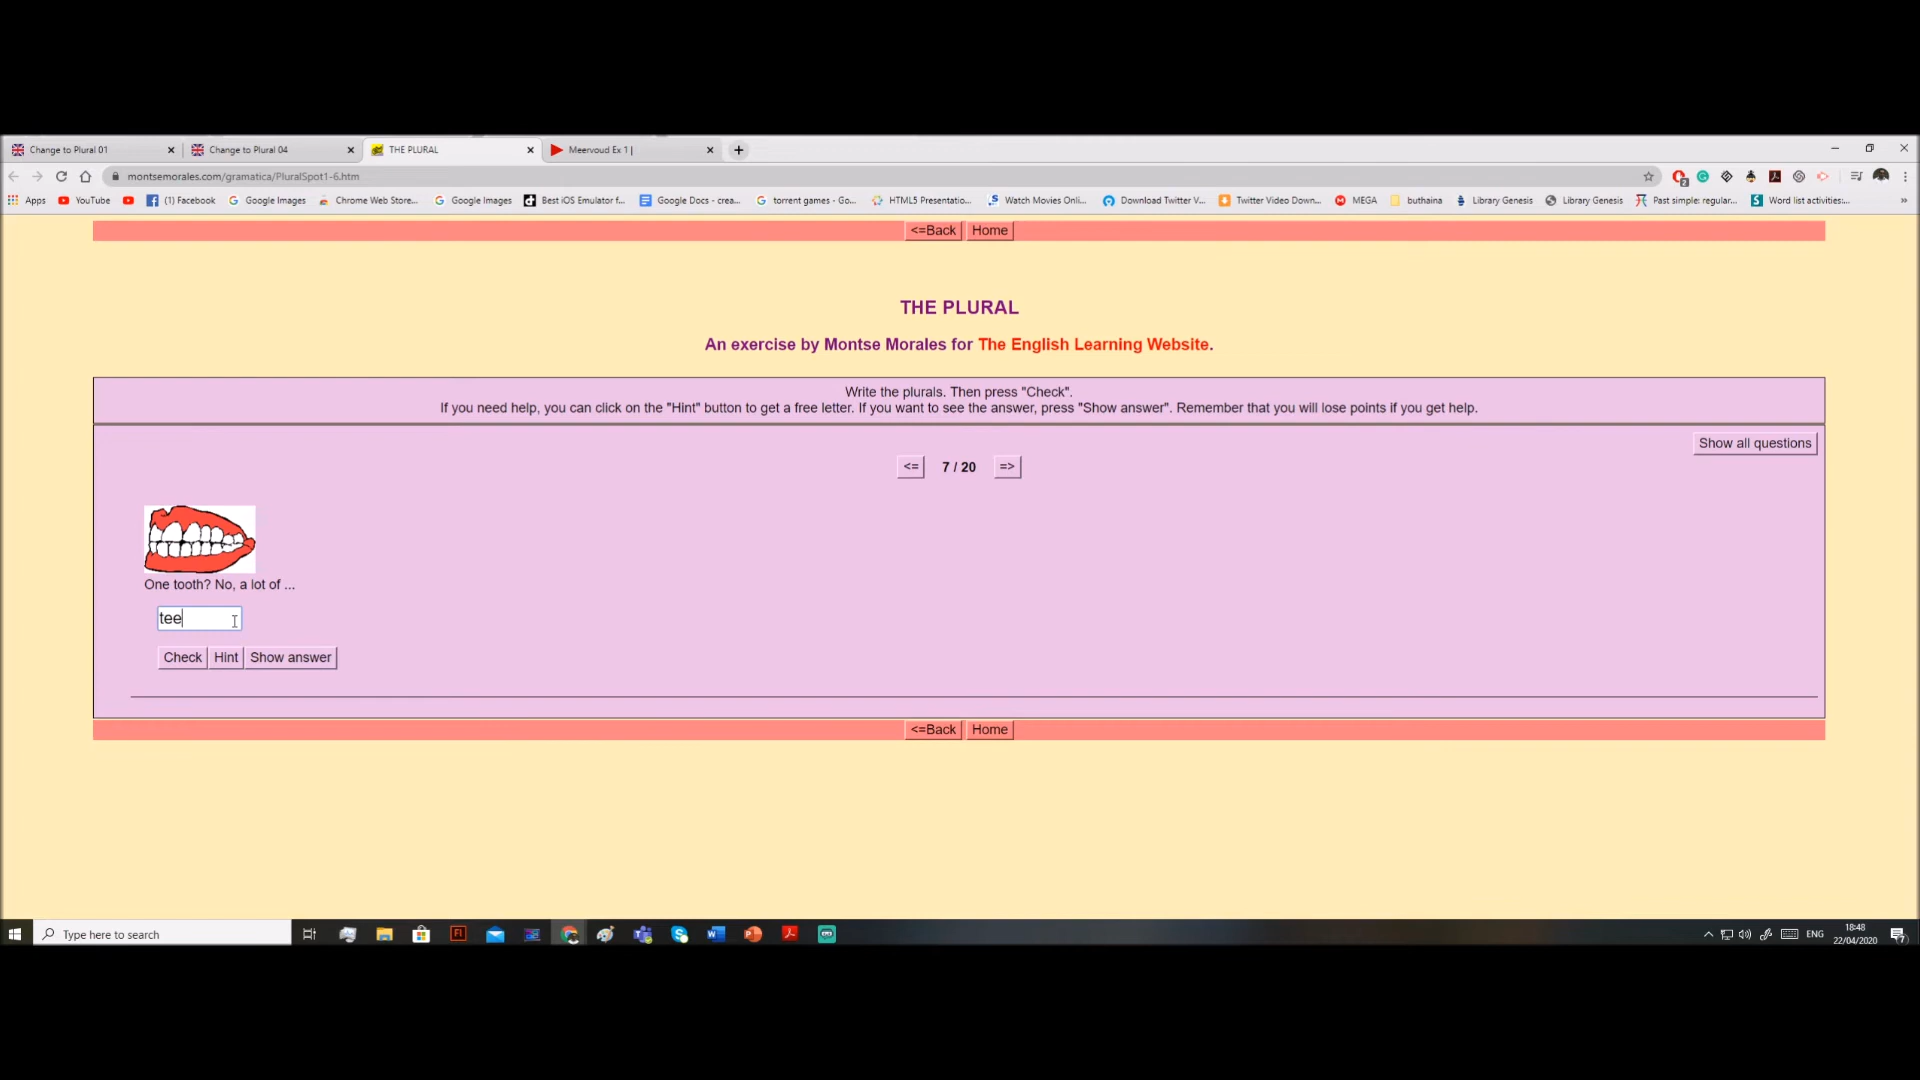 Change to Plural 01
Change to Plural 04
THE PLURAL
Meervoud Ex 1 |
montsemorales.com/gramatica/PluralSpot1-6.htm
Apps YouTube (1) Facebook Google Images Chrome Web Store... Google Images Best iOS Emulator f... Google Docs - crea... torrent games - Go... HTML5 Presentatio... Watch Movies Onli... Download Twitter V... Twitter Video Down... MEGA buthaina Library Genesis Library Genesis Past simple: regular... Word list activities:... »
<=Back Home
THE PLURAL
An exercise by Montse Morales for The English Learning Website.
Write the plurals. Then press "Check".
If you need help, you can click on the "Hint" button to get a free letter. If you want to see the answer, press "Show answer". Remember that you will lose points if you get help.
Show all questions
<= 7 / 20 =>
One tooth? No, a lot of ...
tee
Check Hint Show answer
<=Back Home
Type here to search
ENG
18:48
22/04/2020